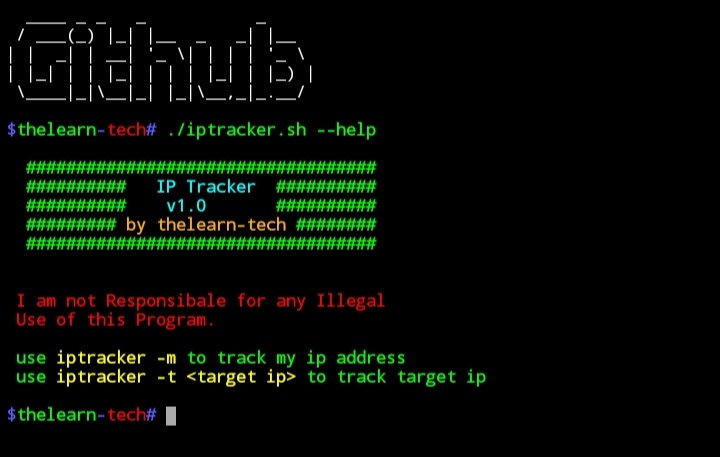 Github
$thelearn-tech# ./iptracker.sh --help
###################################
########## IP Tracker ##########
########## v1.0 ##########
######### by thelearn-tech ########
###################################
I am not Responsibale for any Illegal
Use of this Program.
use iptracker -m to track my ip address
use iptracker -t <target ip> to track target ip
$thelearn-tech#